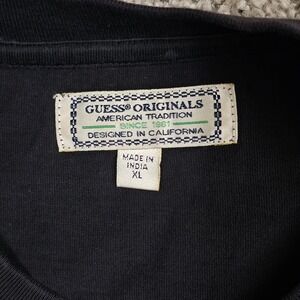 GUESS® ORIGINALS
AMERICAN TRADITION
SINCE 1981
DESIGNED IN CALIFORNIA
MADE IN
INDIA
XL